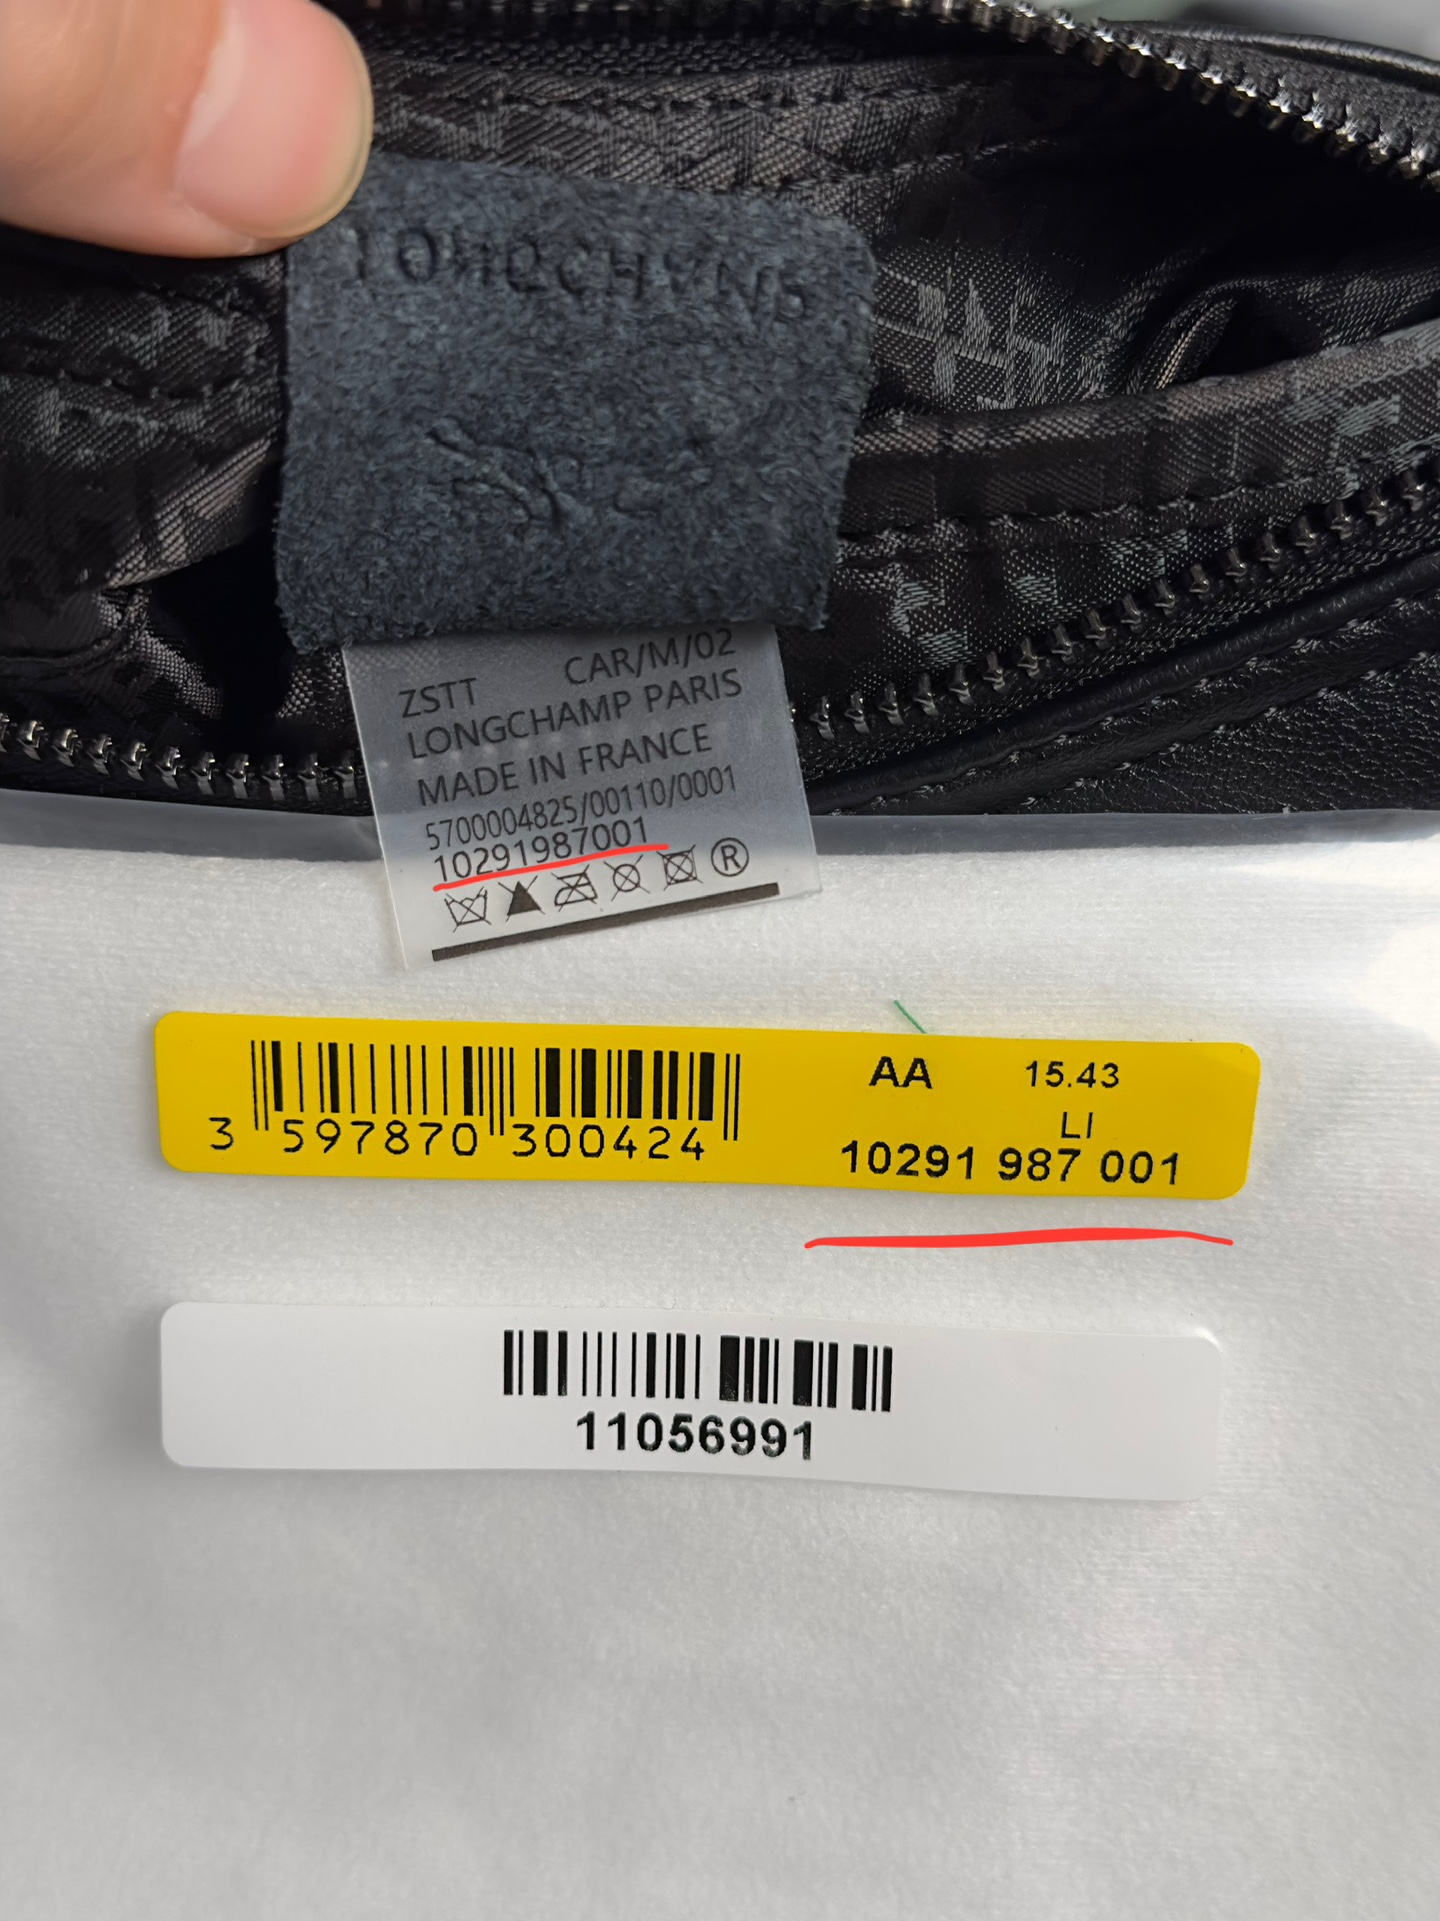 LONGCHAMP
ZSTT CAR/M/02
LONGCHAMP PARIS
MADE IN FRANCE
5700004825/00110/0001
10291987001
®
AA 15.43
LI
3 597870 300424 10291 987 001
11056991